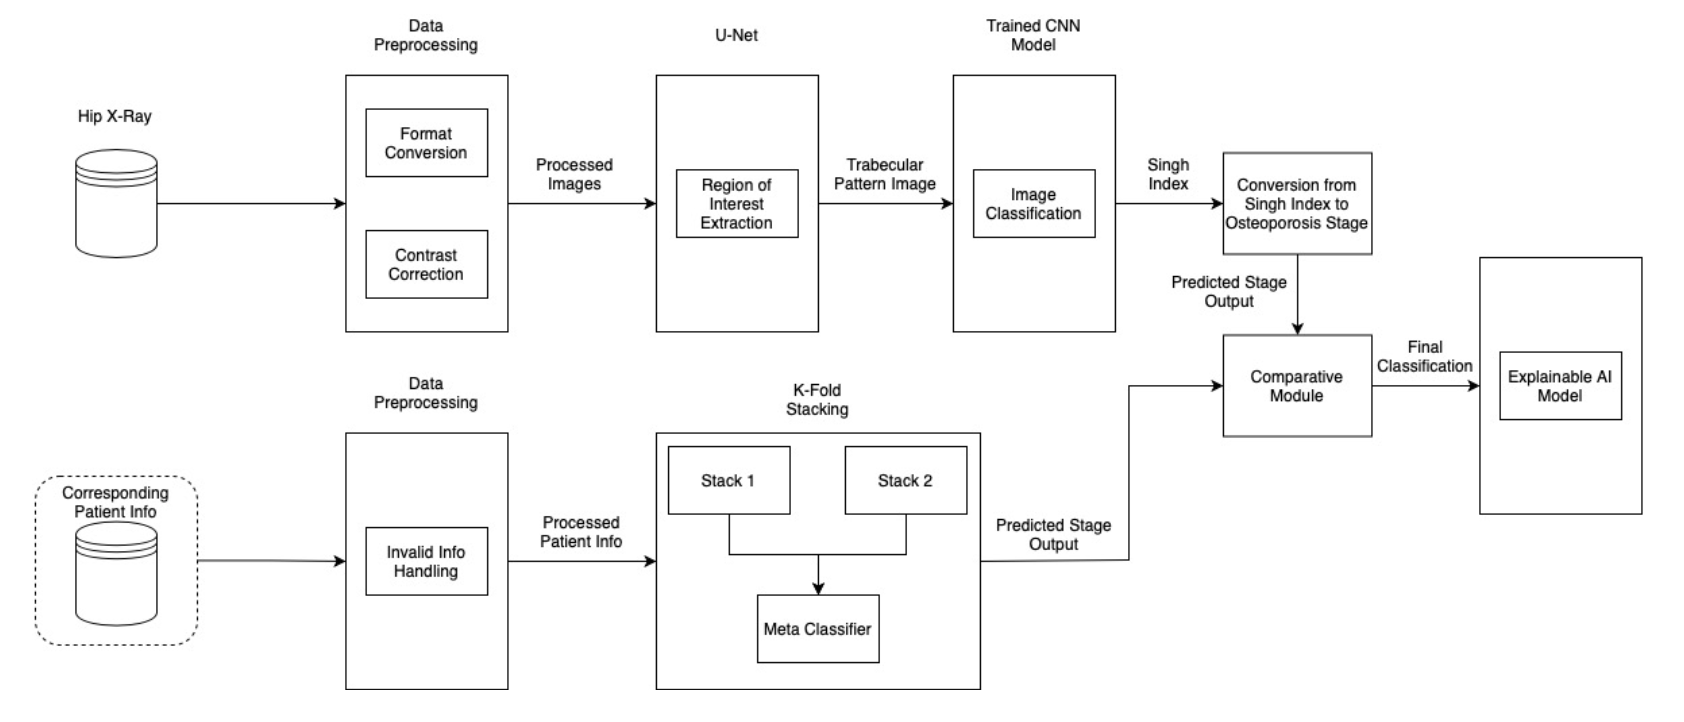 Data
Preprocessing
U-Net
Trained CNN
Model
Hip X-Ray
Format
Conversion
Contrast
Correction
Processed
Images
Region of
Interest
Extraction
Trabecular
Pattern Image
Image
Classification
Singh
Index
Conversion from
Singh Index to
Osteoporosis Stage
Predicted Stage
Output
Comparative
Module
Final
Classification
Explainable AI
Model
Data
Preprocessing
K-Fold
Stacking
Corresponding
Patient Info
Invalid Info
Handling
Processed
Patient Info
Stack 1
Stack 2
Meta Classifier
Predicted Stage
Output